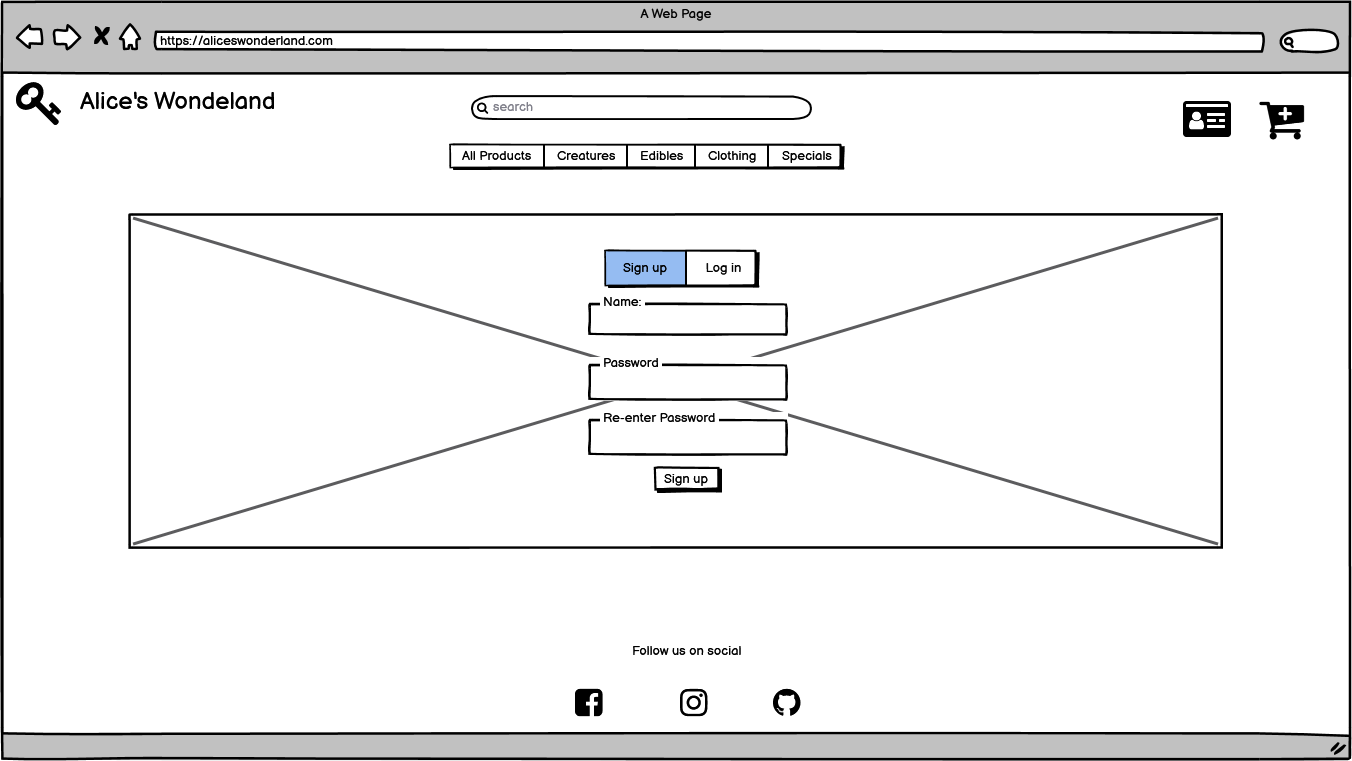 A Web Page
https://aliceswonderland.com
Alice's Wondeland
search
All Products Creatures Edibles Clothing Specials
Sign up Log in
Name:
Password
Re-enter Password
Sign up
Follow us on social